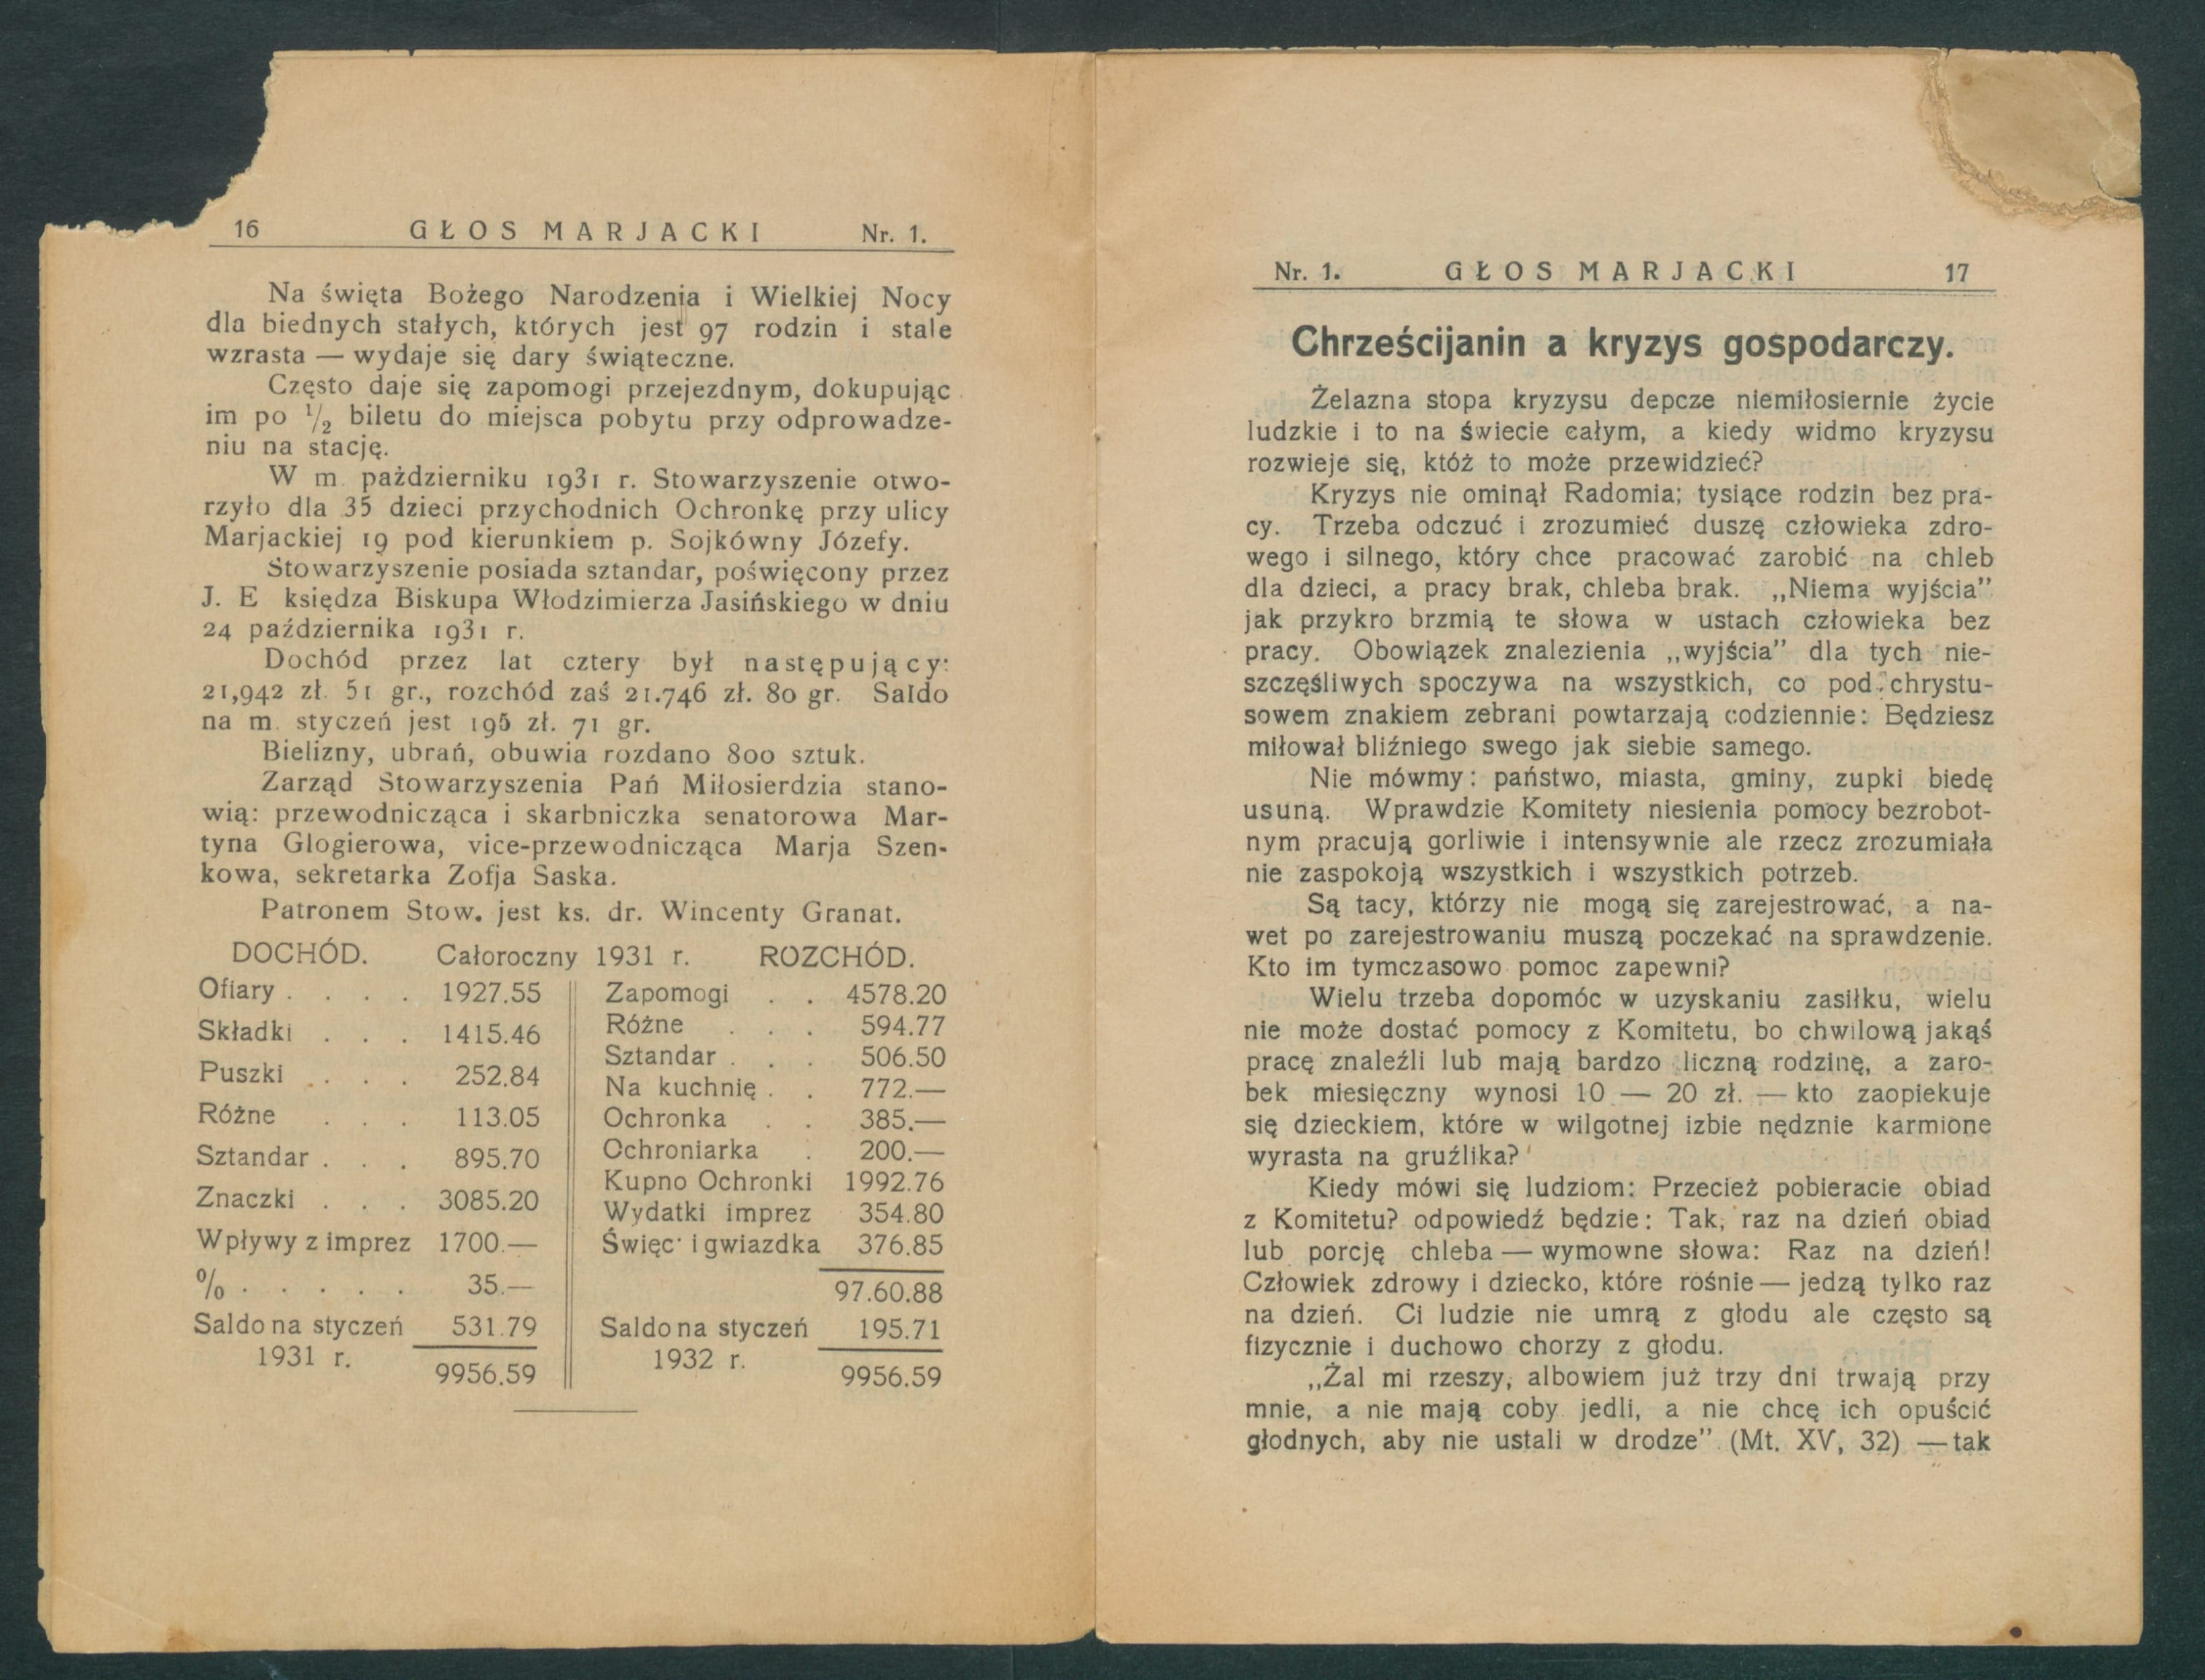 16 GŁOS MARJACKI Nr. 1.
Na święta Bożego Narodzenia i Wielkiej Nocy
dla biednych stałych, których jest 97 rodzin i stale
wzrasta — wydaje się dary świąteczne.
Często daje się zapomogi przejezdnym, dokupując
im po 1/2 biletu do miejsca pobytu przy odprowadze-
niu na stację.
W m. pażdzierniku 1931 r. Stowarzyszenie otwo-
rzyło dla 35 dzieci przychodnich Ochronkę przy ulicy
Marjackiej 19 pod kierunkiem p. Sojkówny Józefy.
Stowarzyszenie posiada sztandar, poświęcony przez
J. E księdza Biskupa Włodzimierza Jasińskiego w dniu
24 października 1931 r.
Dochód przez lat cztery był następujący:
21,942 zł. 51 gr., rozchód zaś 21.746 zł. 80 gr. Saldo
na m. styczeń jest 195 zł. 71 gr.
Bielizny, ubrań, obuwia rozdano 800 sztuk.
Zarząd Stowarzyszenia Pań Miłosierdzia stano-
wią: przewodnicząca i skarbniczka senatorowa Mar-
tyna Glogierowa, vice-przewodnicząca Marja Szen-
kowa, sekretarka Zofja Saska.
Patronem Stow. jest ks. dr. Wincenty Granat.
DOCHÓD. Całoroczny 1931 r. ROZCHÓD.
Ofiary . . . . 1927.55
Składki . . . 1415.46
Puszki . . . 252.84
Różne . . . 113.05
Sztandar . . . 895.70
Znaczki . . . 3085.20
Wpływy z imprez 1700.—
% . . . . . 35.—
Saldo na styczeń 531.79
1931 r.
9956.59
Zapomogi . . 4578.20
Różne . . . 594.77
Sztandar . . . 506.50
Na kuchnię . . 772.—
Ochronka . . 385.—
Ochroniarka . 200.—
Kupno Ochronki 1992.76
Wydatki imprez 354.80
Święc· i gwiazdka 376.85
97.60.88
Saldo na styczeń 195.71
1932 r.
9956.59
Nr. 1. GŁOS MARJACKI 17
Chrześcijanin a kryzys gospodarczy.
Żelazna stopa kryzysu depcze niemiłosiernie życie
ludzkie i to na świecie całym, a kiedy widmo kryzysu
rozwieje się, któż to może przewidzieć?
Kryzys nie ominął Radomia; tysiące rodzin bez pra-
cy. Trzeba odczuć i zrozumieć duszę człowieka zdro-
wego i silnego, który chce pracować zarobić na chleb
dla dzieci, a pracy brak, chleba brak. „Niema wyjścia”
jak przykro brzmią te słowa w ustach człowieka bez
pracy. Obowiązek znalezienia „wyjścia” dla tych nie-
szczęśliwych spoczywa na wszystkich, co pod chrystu-
sowem znakiem zebrani powtarzają codziennie: Będziesz
miłował bliźniego swego jak siebie samego.
Nie mówmy: państwo, miasta, gminy, zupki biedę
usuną. Wprawdzie Komitety niesienia pomocy bezrobot-
nym pracują gorliwie i intensywnie ale rzecz zrozumiała
nie zaspokoją wszystkich i wszystkich potrzeb.
Są tacy, którzy nie mogą się zarejestrować, a na-
wet po zarejestrowaniu muszą poczekać na sprawdzenie.
Kto im tymczasowo pomoc zapewni?
Wielu trzeba dopomóc w uzyskaniu zasiłku, wielu
nie może dostać pomocy z Komitetu, bo chwilową jakąś
pracę znaleźli lub mają bardzo liczną rodzinę, a zaro-
bek miesięczny wynosi 10 — 20 zł. — kto zaopiekuje
się dzieckiem, które w wilgotnej izbie nędznie karmione
wyrasta na gruźlika?
Kiedy mówi się ludziom: Przecież pobieracie obiad
z Komitetu? odpowiedź będzie: Tak, raz na dzień obiad
lub porcję chleba — wymowne słowa: Raz na dzień!
Człowiek zdrowy i dziecko, które rośnie — jedzą tylko raz
na dzień. Ci ludzie nie umrą z głodu ale często są
fizycznie i duchowo chorzy z głodu.
„Żal mi rzeszy, albowiem już trzy dni trwają przy
mnie, a nie mają coby jedli, a nie chcę ich opuścić
głodnych, aby nie ustali w drodze” (Mt. XV, 32) — tak